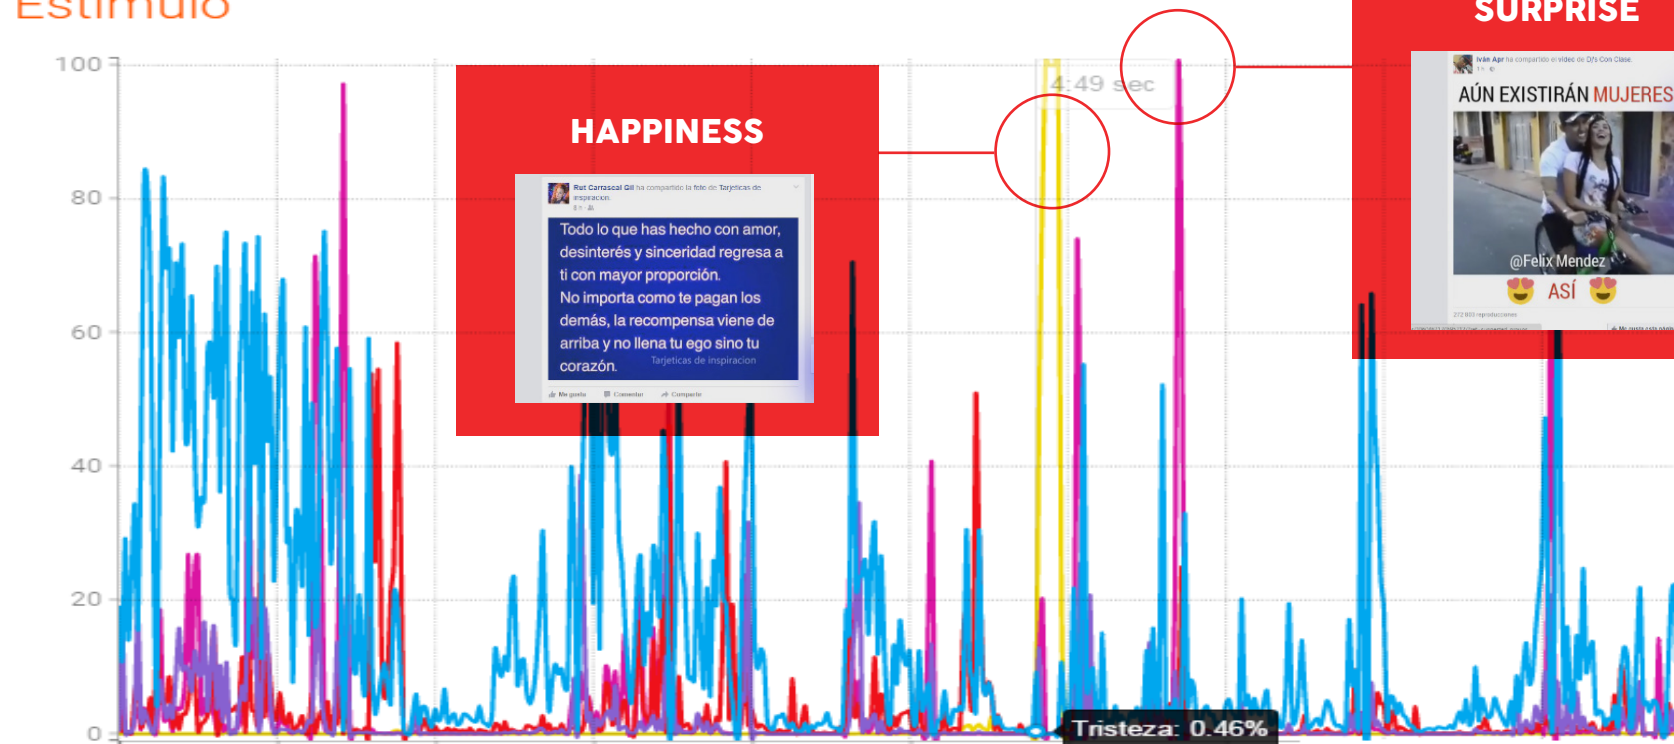 Estímulo
SURPRISE
100
80
60
40
20
0
4:49 sec
HAPPINESS
Rut Carrascal Gil ha compartido la foto de Tarjeticas de
inspiracion.
Todo lo que has hecho con amor,
desinterés y sinceridad regresa a
ti con mayor proporción.
No importa como te pagan los
demás, la recompensa viene de
arriba y no llena tu ego sino tu
corazón.
Tarjeticas de inspiracion
Me gusta Comentar Compartir
Iván Apr ha compartido el vídeo de Djs Con Clase.
AÚN EXISTIRÁN MUJERES
@Felix Mendez
ASÍ
Tristeza: 0.46%